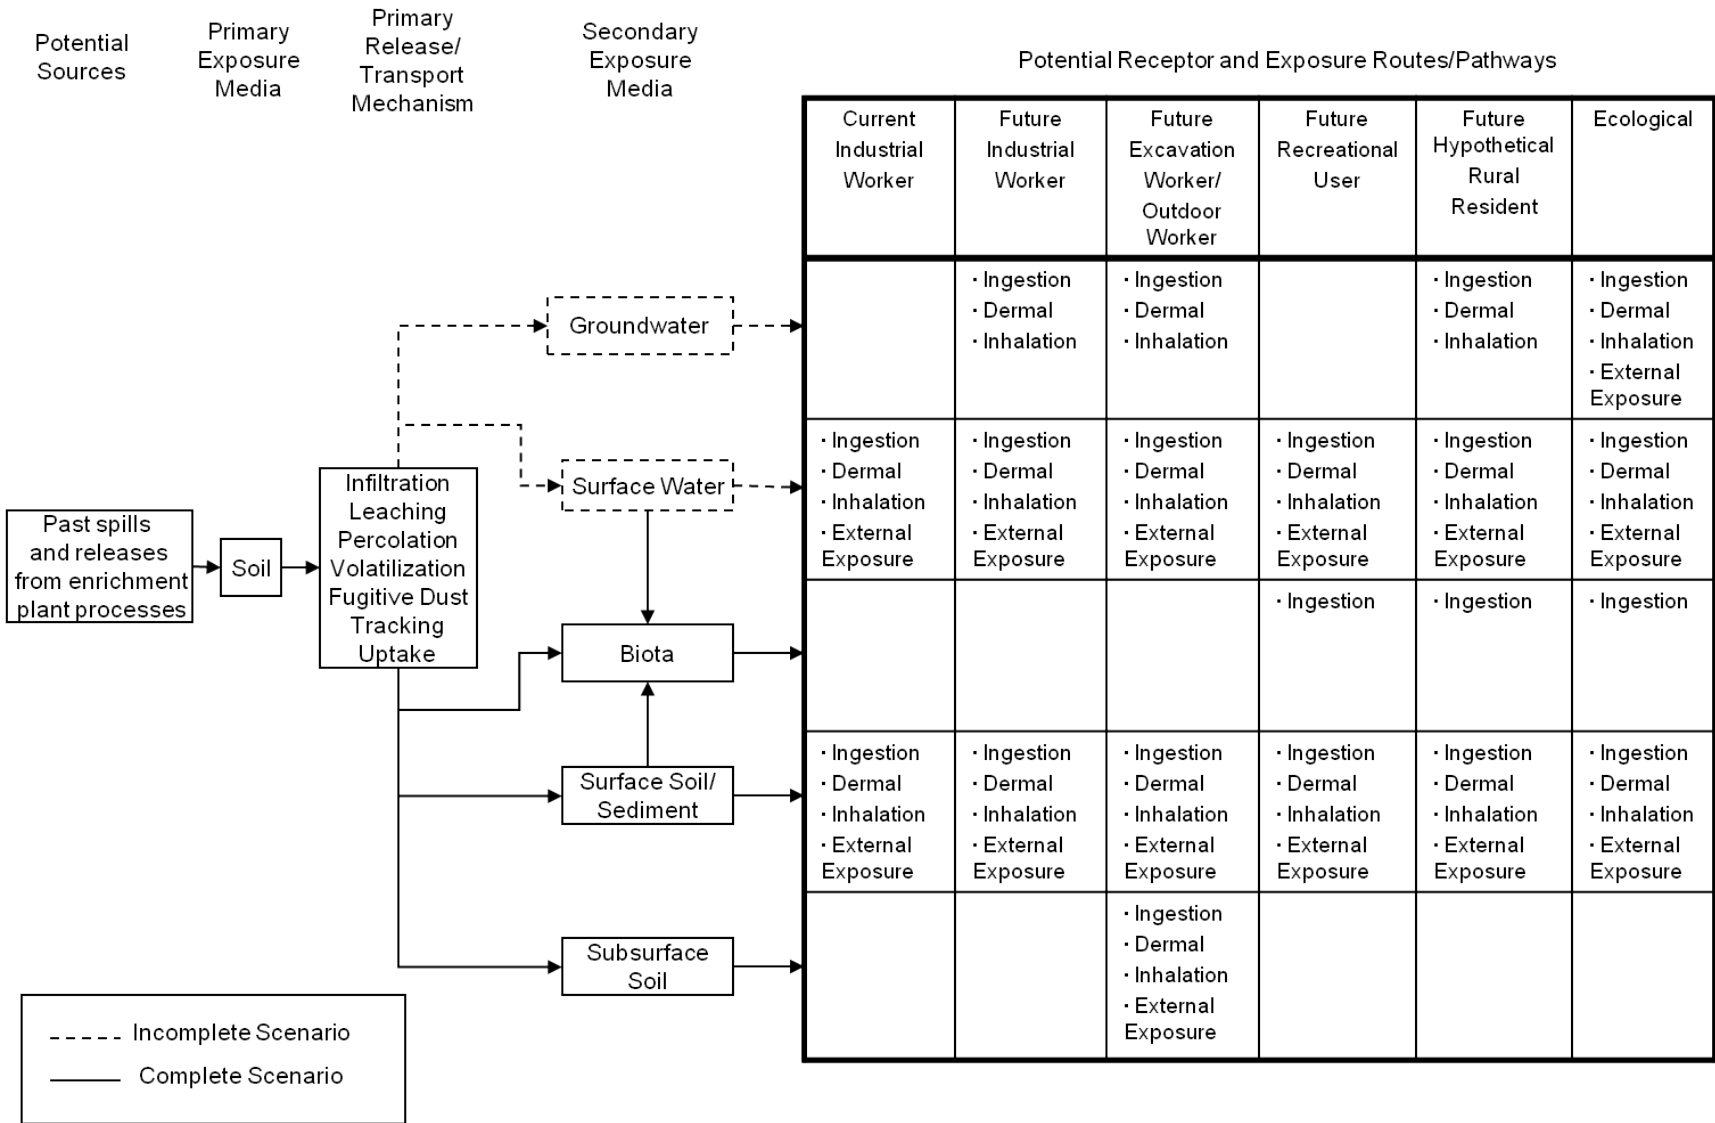 Potential
Sources
Primary
Exposure
Media
Primary
Release/
Transport
Mechanism
Secondary
Exposure
Media
Potential Receptor and Exposure Routes/Pathways
Current
Industrial
Worker
Future
Industrial
Worker
Future
Excavation
Worker/
Outdoor
Worker
Future
Recreational
User
Future
Hypothetical
Rural
Resident
Ecological
Past spills
and releases
from enrichment
plant processes
Soil
Infiltration
Leaching
Percolation
Volatilization
Fugitive Dust
Tracking
Uptake
Groundwater
· Ingestion
· Dermal
· Inhalation
· Ingestion
· Dermal
· Inhalation
· Ingestion
· Dermal
· Inhalation
· Ingestion
· Dermal
· Inhalation
· External
Exposure
Surface Water
· Ingestion
· Dermal
· Inhalation
· External
Exposure
· Ingestion
· Dermal
· Inhalation
· External
Exposure
· Ingestion
· Dermal
· Inhalation
· External
Exposure
· Ingestion
· Dermal
· Inhalation
· External
Exposure
· Ingestion
· Dermal
· Inhalation
· External
Exposure
· Ingestion
· Dermal
· Inhalation
· External
Exposure
Biota
· Ingestion
· Ingestion
· Ingestion
Surface Soil/
Sediment
· Ingestion
· Dermal
· Inhalation
· External
Exposure
· Ingestion
· Dermal
· Inhalation
· External
Exposure
· Ingestion
· Dermal
· Inhalation
· External
Exposure
· Ingestion
· Dermal
· Inhalation
· External
Exposure
· Ingestion
· Dermal
· Inhalation
· External
Exposure
· Ingestion
· Dermal
· Inhalation
· External
Exposure
Subsurface
Soil
· Ingestion
· Dermal
· Inhalation
· External
Exposure
Incomplete Scenario
Complete Scenario